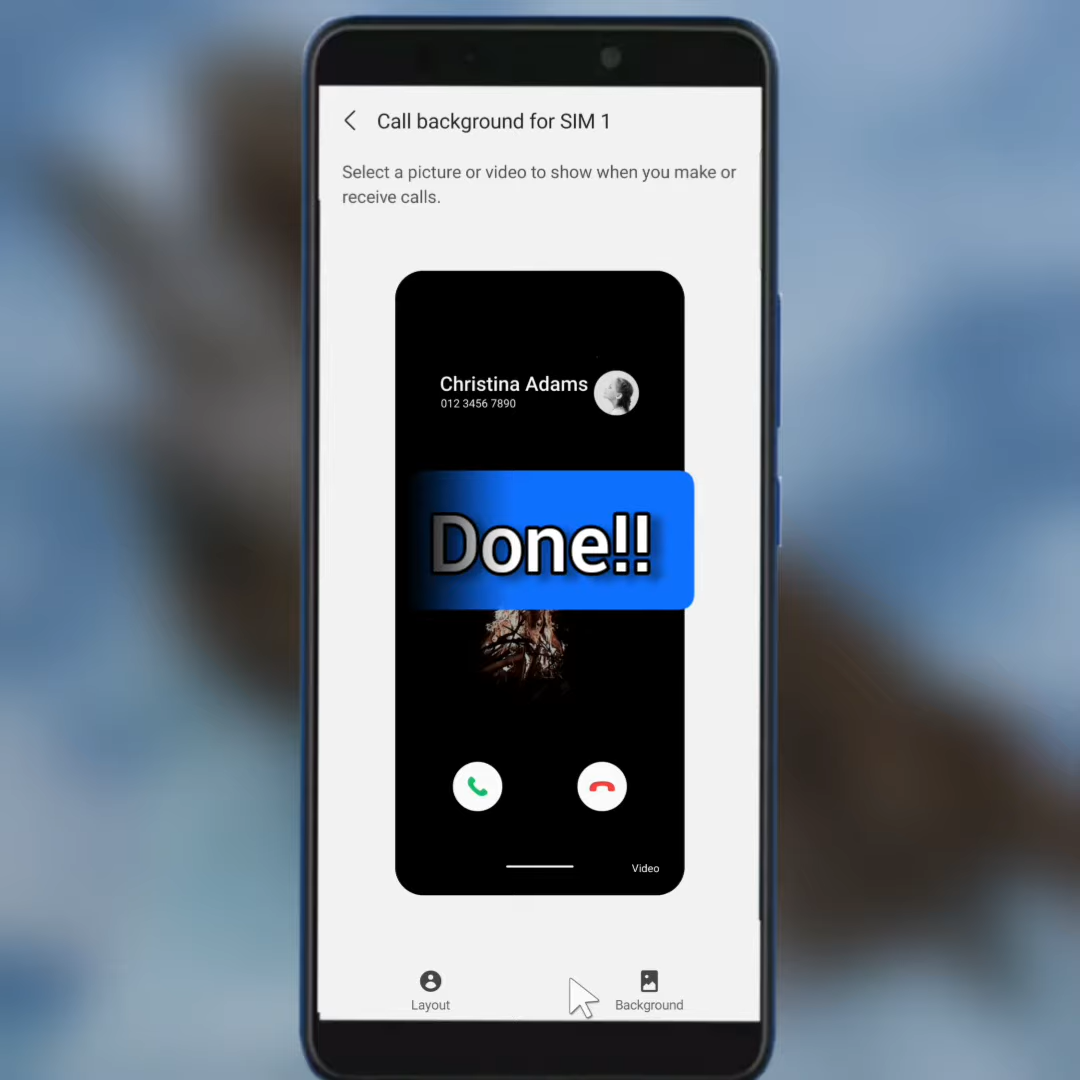 Call background for SIM 1
Select a picture or video to show when you make or
receive calls.
Christina Adams
012 3456 7890
Done!!
Video
Layout
Background